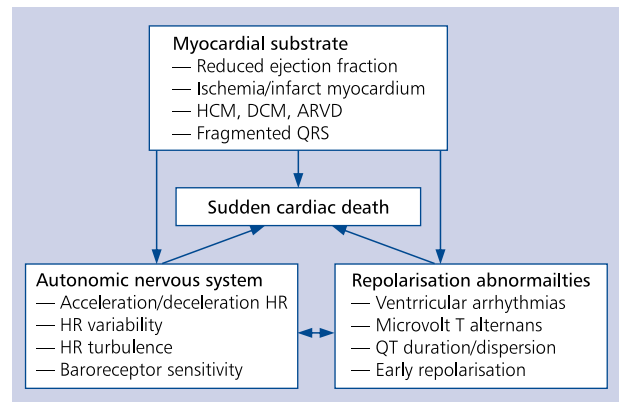 Myocardial substrate
— Reduced ejection fraction
— Ischemia/infarct myocardium
— HCM, DCM, ARVD
— Fragmented QRS
Sudden cardiac death
Autonomic nervous system
— Acceleration/deceleration HR
— HR variability
— HR turbulence
— Baroreceptor sensitivity
Repolarisation abnormailties
— Ventrricular arrhythmias
— Microvolt T alternans
— QT duration/dispersion
— Early repolarisation